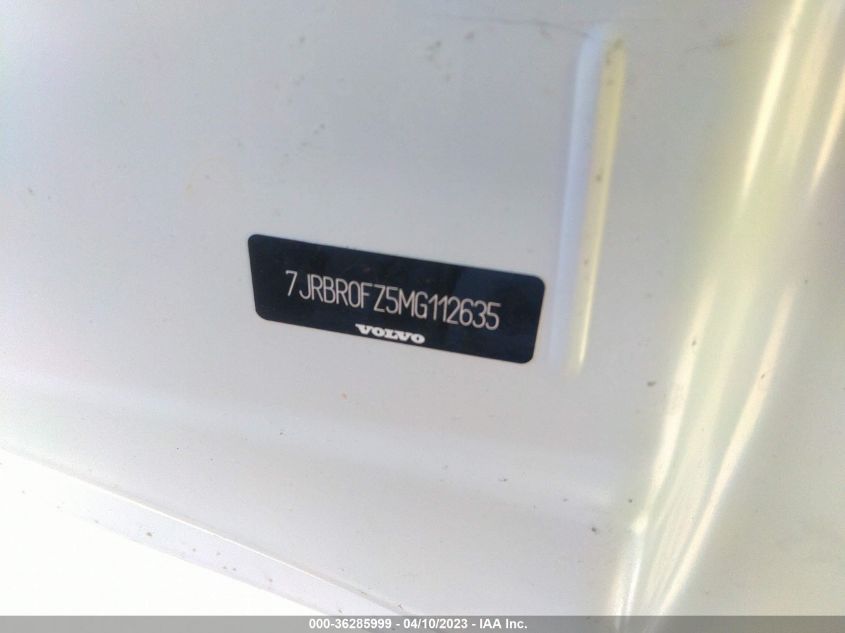 7JRBR0FZ5MG112635
VOLVO
000-36285999 - 04/10/2023 - IAA Inc.